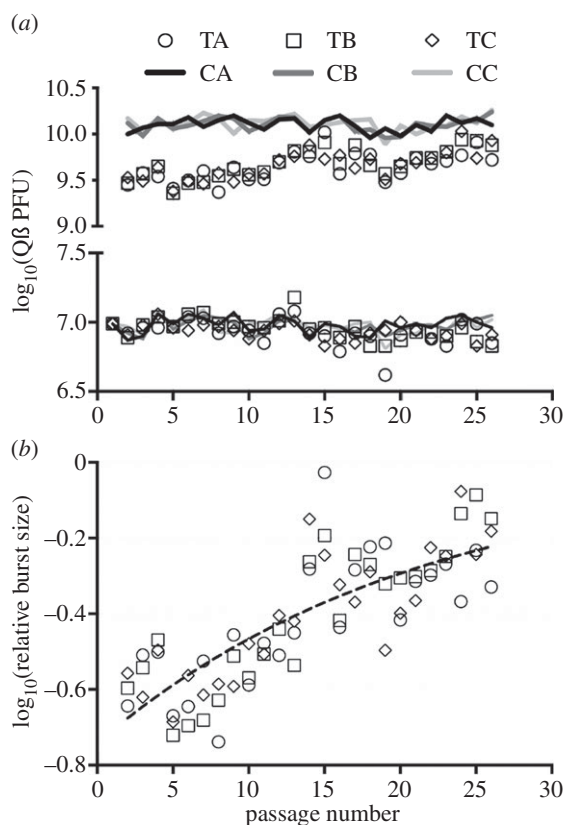 (a)
TA TB TC
CA CB CC
log10(Qß PFU)
10.5
10.0
9.5
9.0
7.5
7.0
6.5
0 5 10 15 20 25 30
(b)
log10(relative burst size)
0
−0.2
−0.4
−0.6
−0.8
0 5 10 15 20 25 30
passage number